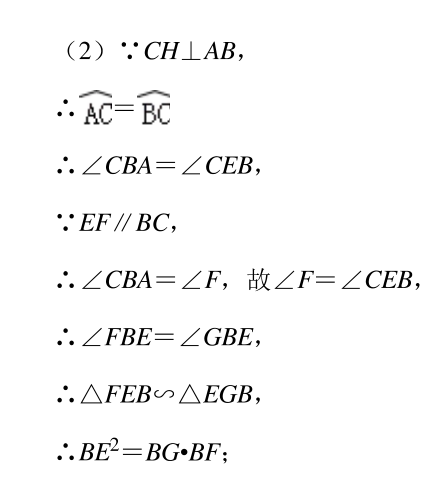 （2）∵CH⊥AB，
∴⌒AC=⌒BC
∴∠CBA＝∠CEB，
∵EF∥BC，
∴∠CBA＝∠F，故∠F＝∠CEB，
∴∠FBE＝∠GBE，
∴△FEB∽△EGB，
∴BE²＝BG•BF；